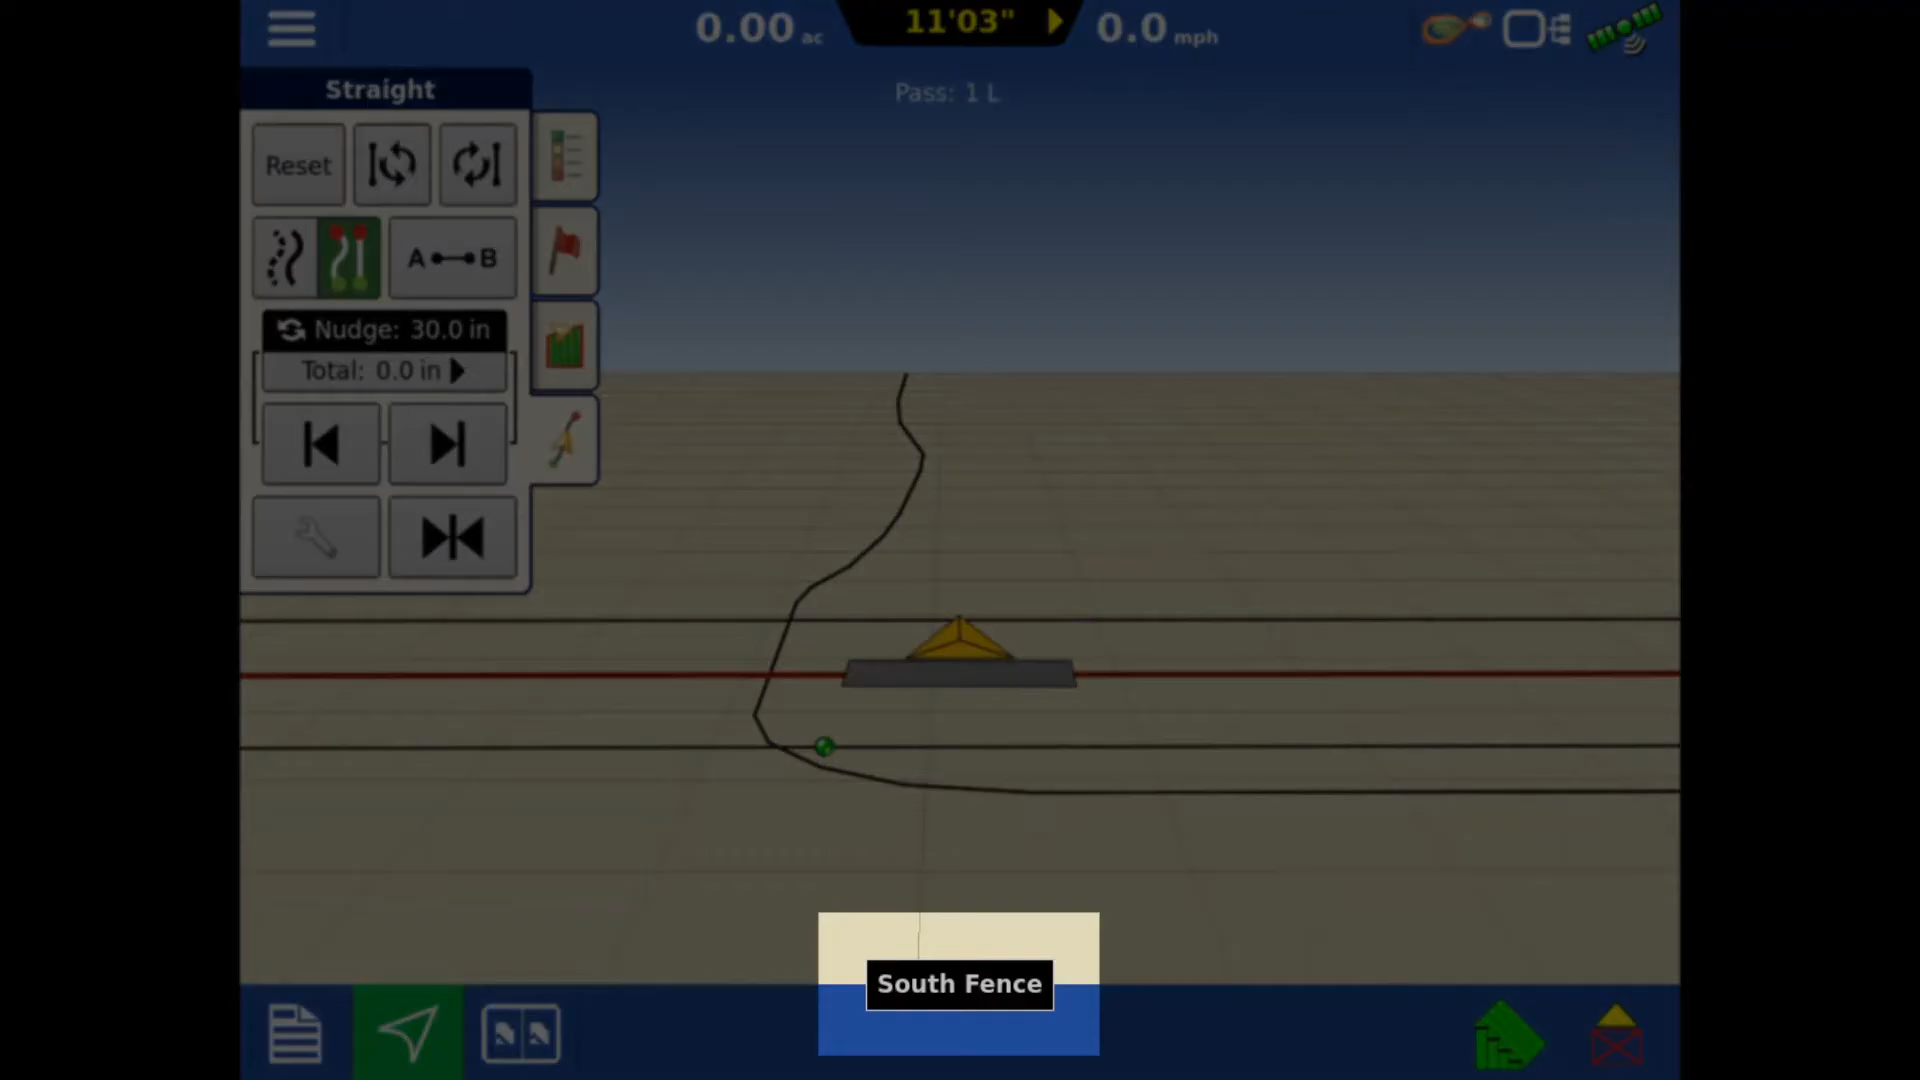 0.00 ac
11'03"
0.0 mph
Pass: 1 L
Straight
Reset
A B
Nudge: 30.0 in
Total: 0.0 in
South Fence